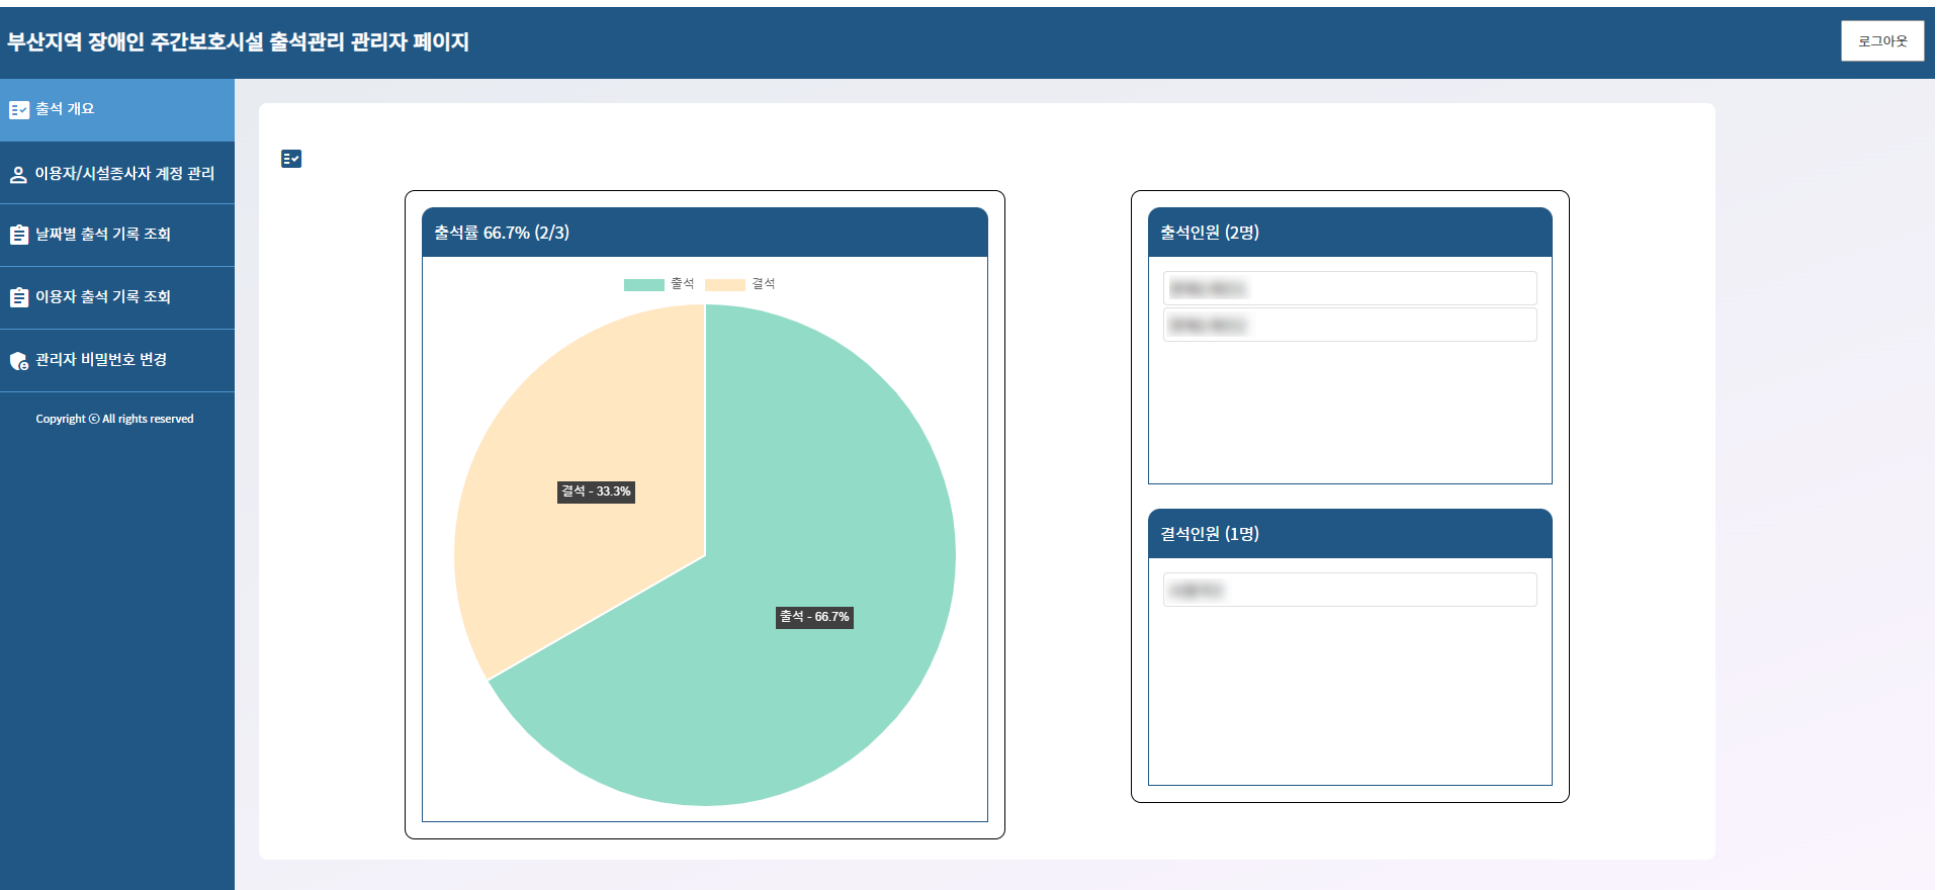 부산지역 장애인 주간보호시설 출석관리 관리자 페이지
로그아웃
출석 개요
이용자/시설종사자 계정 관리
날짜별 출석 기록 조회
이용자 출석 기록 조회
관리자 비밀번호 변경
Copyright ⓒ All rights reserved
출석률 66.7% (2/3)
출석 결석
결석 - 33.3%
출석 - 66.7%
출석인원 (2명)
결석인원 (1명)